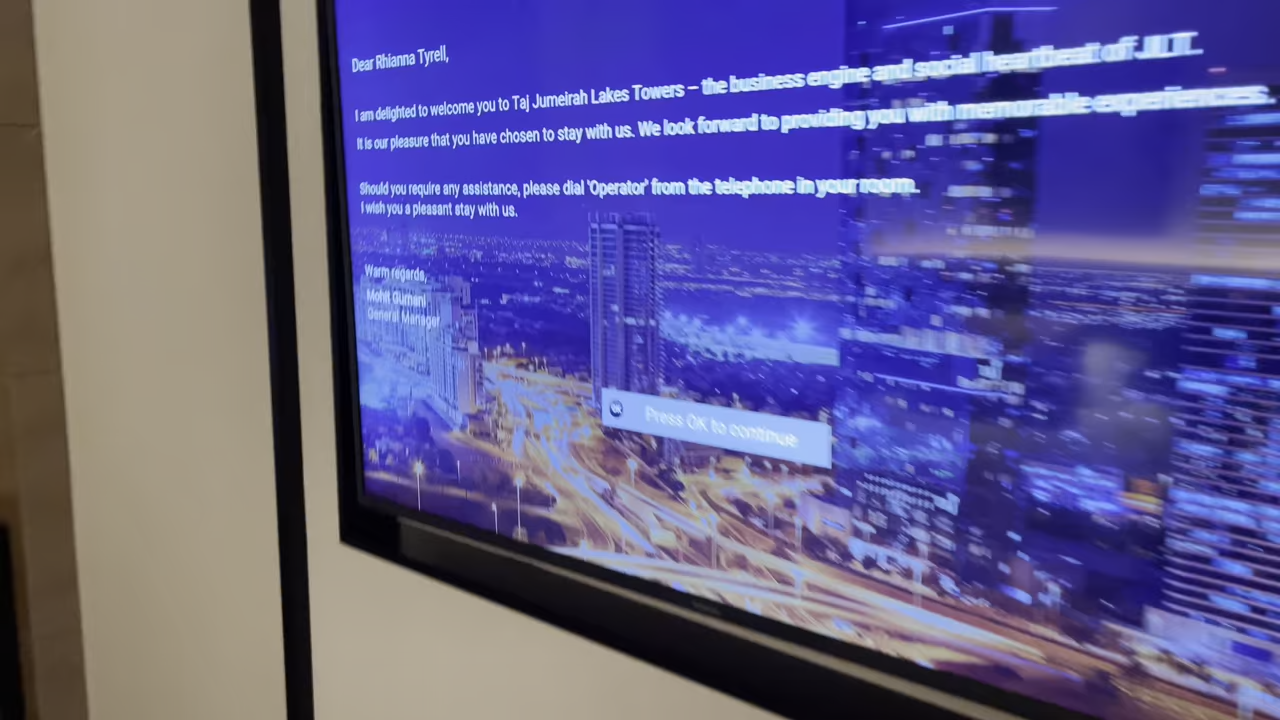 Dear Rhianna Tyrell,
I am delighted to welcome you to Taj Jumeirah Lakes Towers – the business engine and social heartbeat of JLT.
It is our pleasure that you have chosen to stay with us. We look forward to providing you with memorable experiences.
Should you require any assistance, please dial 'Operator' from the telephone in your room.
I wish you a pleasant stay with us.
Warm regards,
Mohit Gurnani
General Manager
OK Press OK to continue